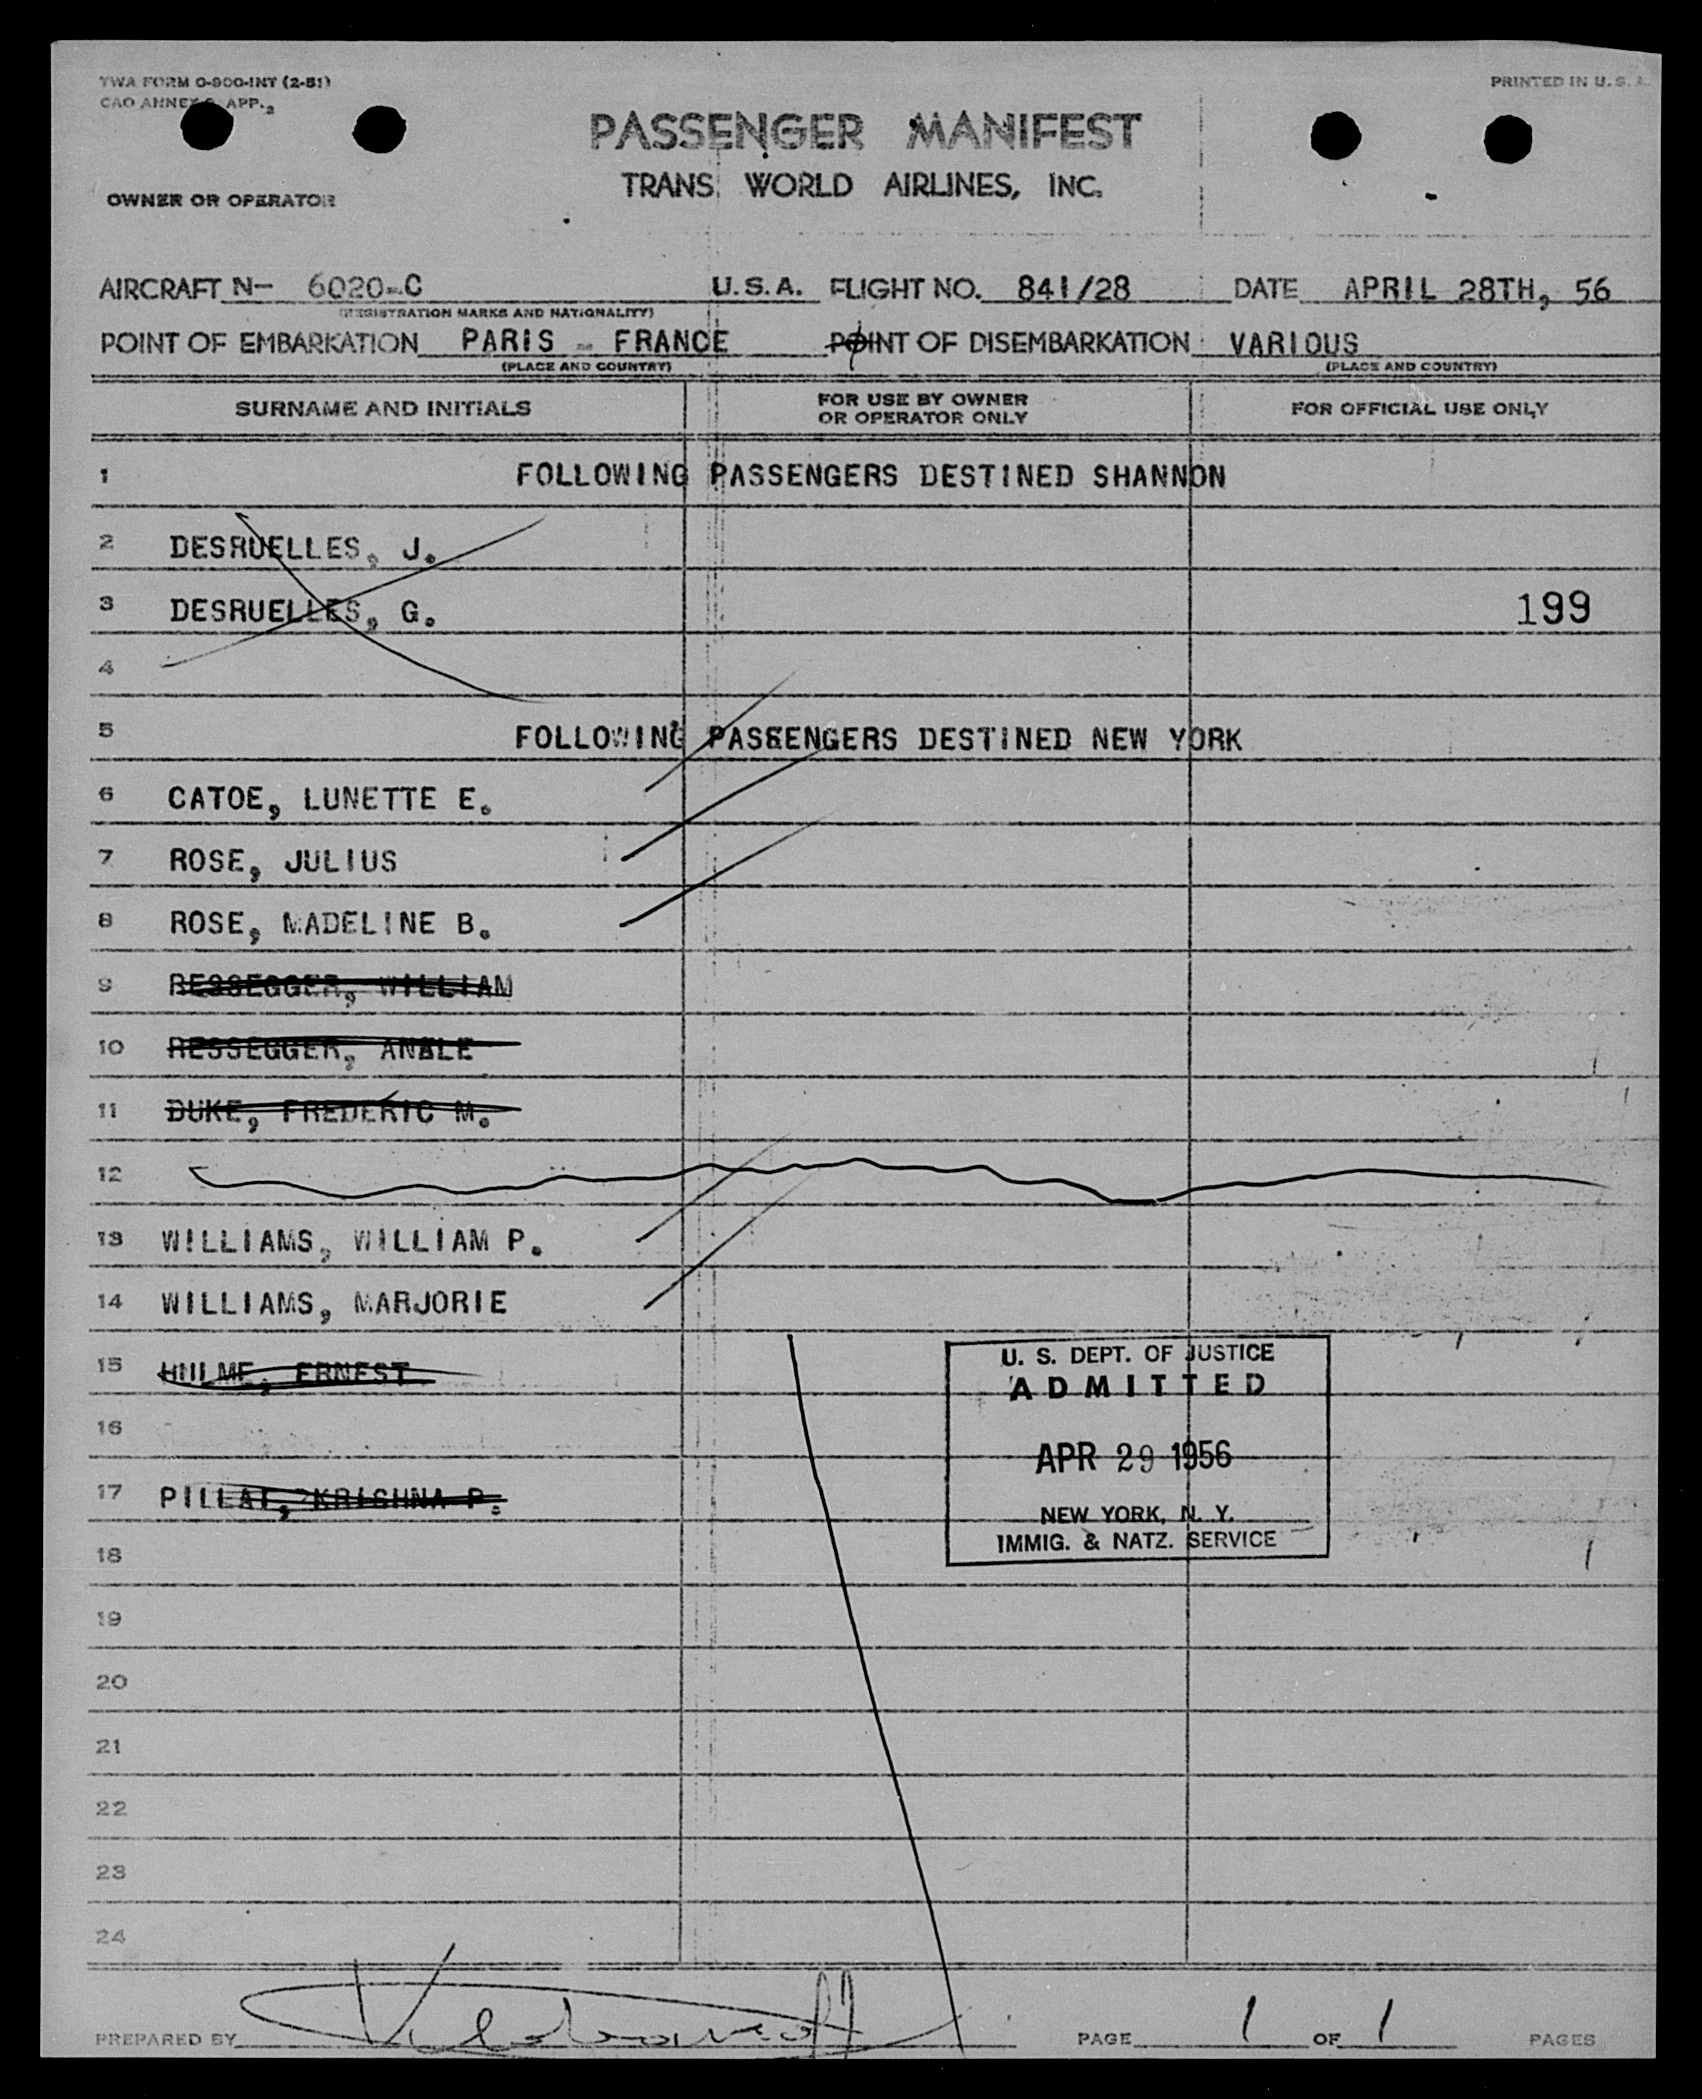 TWA FORM O-900-INT (2-51)
PRINTED IN U.S.A.
CAO ANNEX 9 APP. 2
PASSENGER MANIFEST
TRANS WORLD AIRLINES, INC.
OWNER OR OPERATOR
AIRCRAFT N- 6020-C U.S.A. FLIGHT NO. 841/28 DATE APRIL 28TH, 56
(REGISTRATION MARKS AND NATIONALITY)
POINT OF EMBARKATION PARIS - FRANCE POINT OF DISEMBARKATION VARIOUS
(PLACE AND COUNTRY) (PLACE AND COUNTRY)
SURNAME AND INITIALS FOR USE BY OWNER OR OPERATOR ONLY FOR OFFICIAL USE ONLY
1 FOLLOWING PASSENGERS DESTINED SHANNON
2 DESRUELLES, J.
3 DESRUELLES, G. 199
4
5 FOLLOWING PASSENGERS DESTINED NEW YORK
6 CATOE, LUNETTE E.
7 ROSE, JULIUS
8 ROSE, MADELINE B.
9 RESSEGGER, WILLIAM
10 RESSEGGER, ANALE
11 DUKE, FREDERIC M.
12
13 WILLIAMS, WILLIAM P.
14 WILLIAMS, MARJORIE
15 HULME, ERNEST
16
17 PILLAI, KRISHNA P.
18
19
20
21
22
23
24
U. S. DEPT. OF JUSTICE
ADMITTED
APR 29 1956
NEW YORK, N. Y.
IMMIG. & NATZ. SERVICE
PREPARED BY PAGE 1 OF 1 PAGES